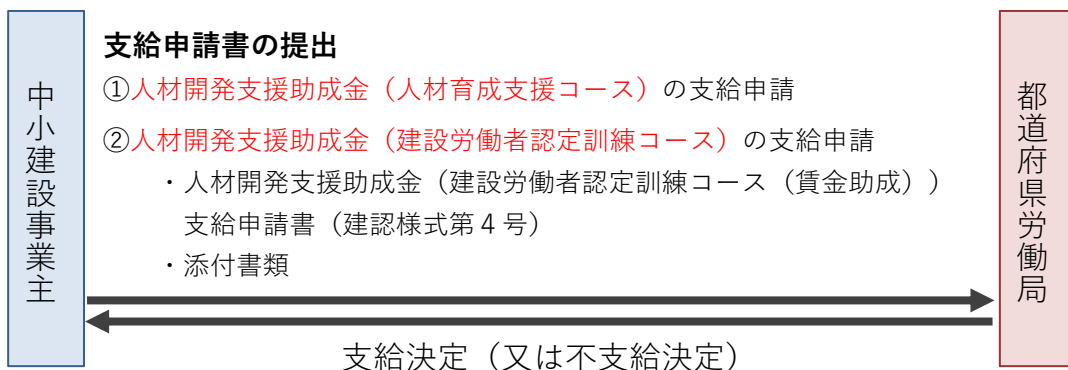 中小建設事業主
支給申請書の提出
①人材開発支援助成金（人材育成支援コース）の支給申請
②人材開発支援助成金（建設労働者認定訓練コース）の支給申請
・人材開発支援助成金（建設労働者認定訓練コース（賃金助成））
支給申請書（建認様式第４号）
・添付書類
支給決定（又は不支給決定）
都道府県労働局